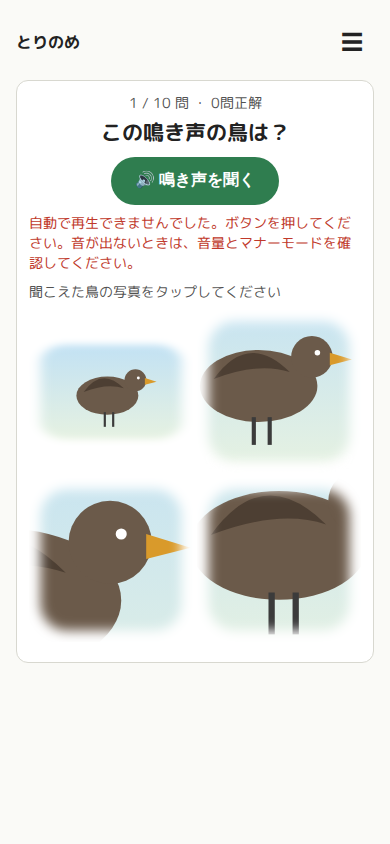 とりのめ
1 / 10 問 · 0問正解
この鳴き声の鳥は？
🔊 鳴き声を聞く
自動で再生できませんでした。ボタンを押してくだ
さい。音が出ないときは、音量とマナーモードを確
認してください。
聞こえた鳥の写真をタップしてください